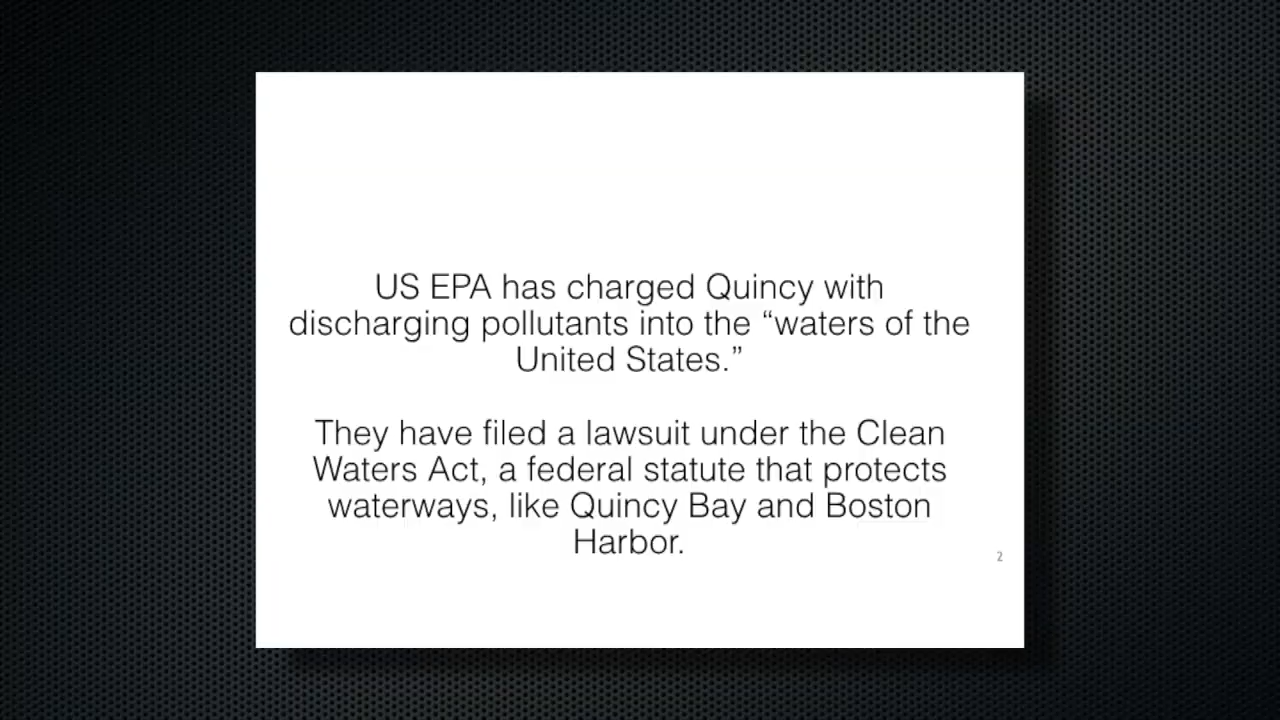 US EPA has charged Quincy with
discharging pollutants into the “waters of the
United States.”
They have filed a lawsuit under the Clean
Waters Act, a federal statute that protects
waterways, like Quincy Bay and Boston
Harbor.
2